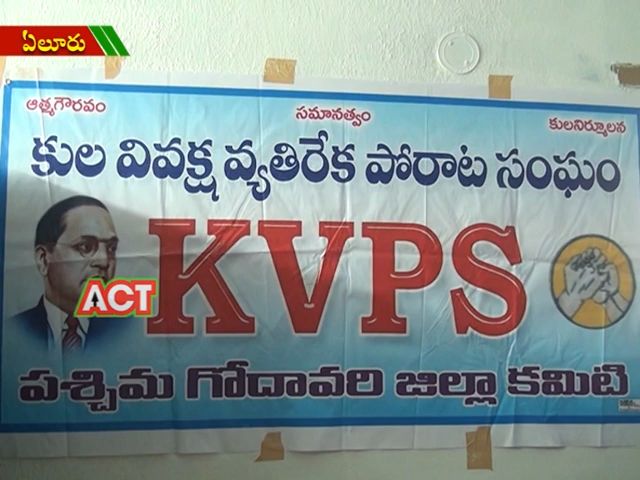 ఏలూరు
ఆత్మగౌరవం సమానత్వం కులనిర్మూలన
కుల వివక్ష వ్యతిరేక పోరాట సంఘం
KVPS
ACT
పశ్చిమ గోదావరి జిల్లా కమిటి